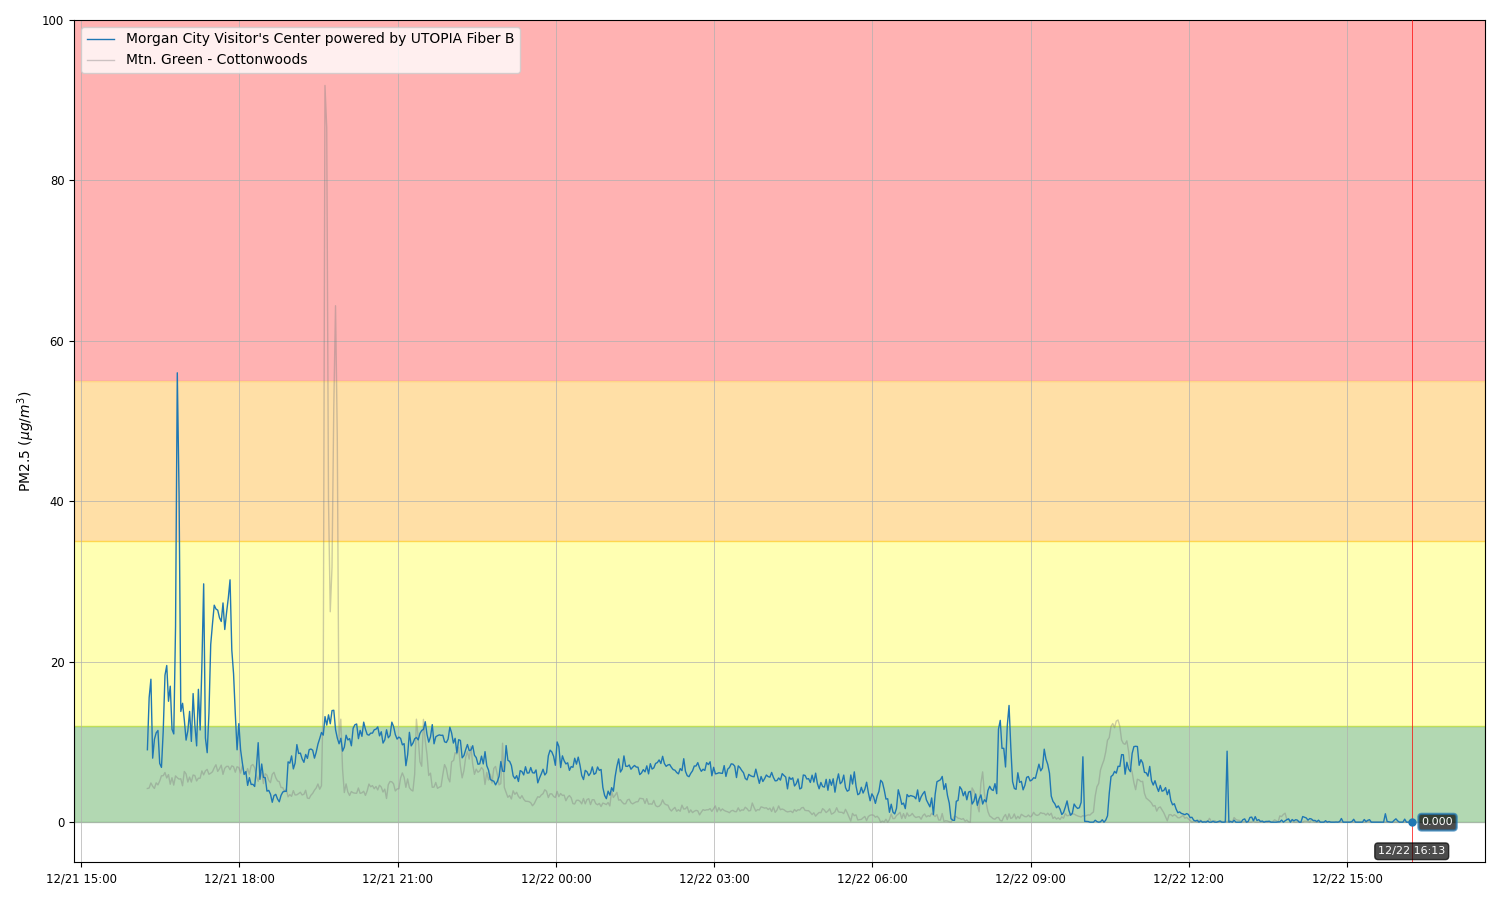 100
Morgan City Visitor's Center powered by UTOPIA Fiber B
Mtn. Green - Cottonwoods
80
60
40
20
0
PM2.5 (μg/m³)
0.000
12/22 16:13
12/21 15:00 12/21 18:00 12/21 21:00 12/22 00:00 12/22 03:00 12/22 06:00 12/22 09:00 12/22 12:00 12/22 15:00